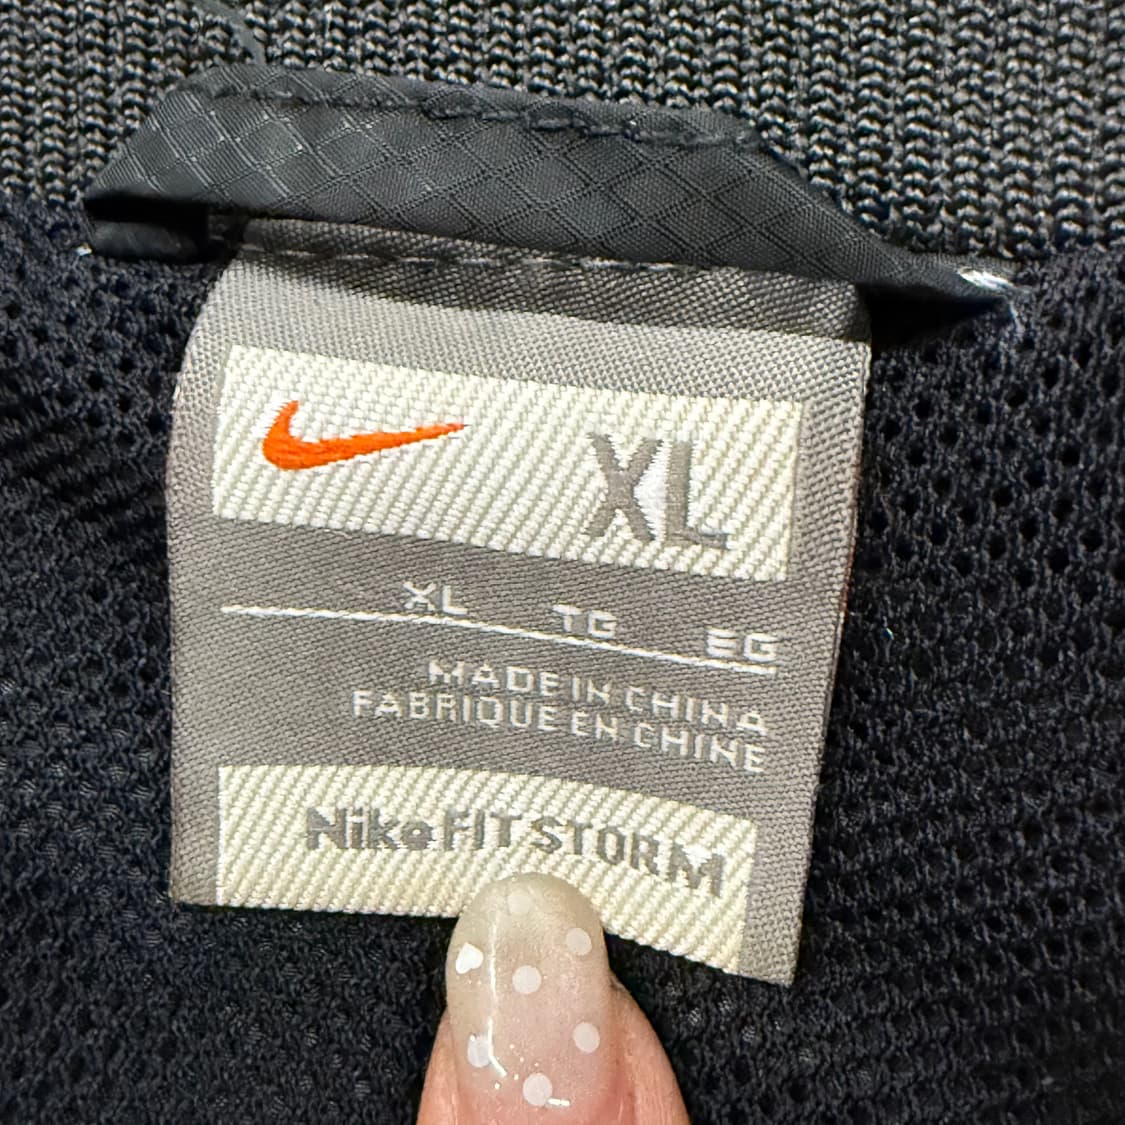 XL
XL TG EG
MADE IN CHINA
FABRIQUE EN CHINE
Nike FIT STORM